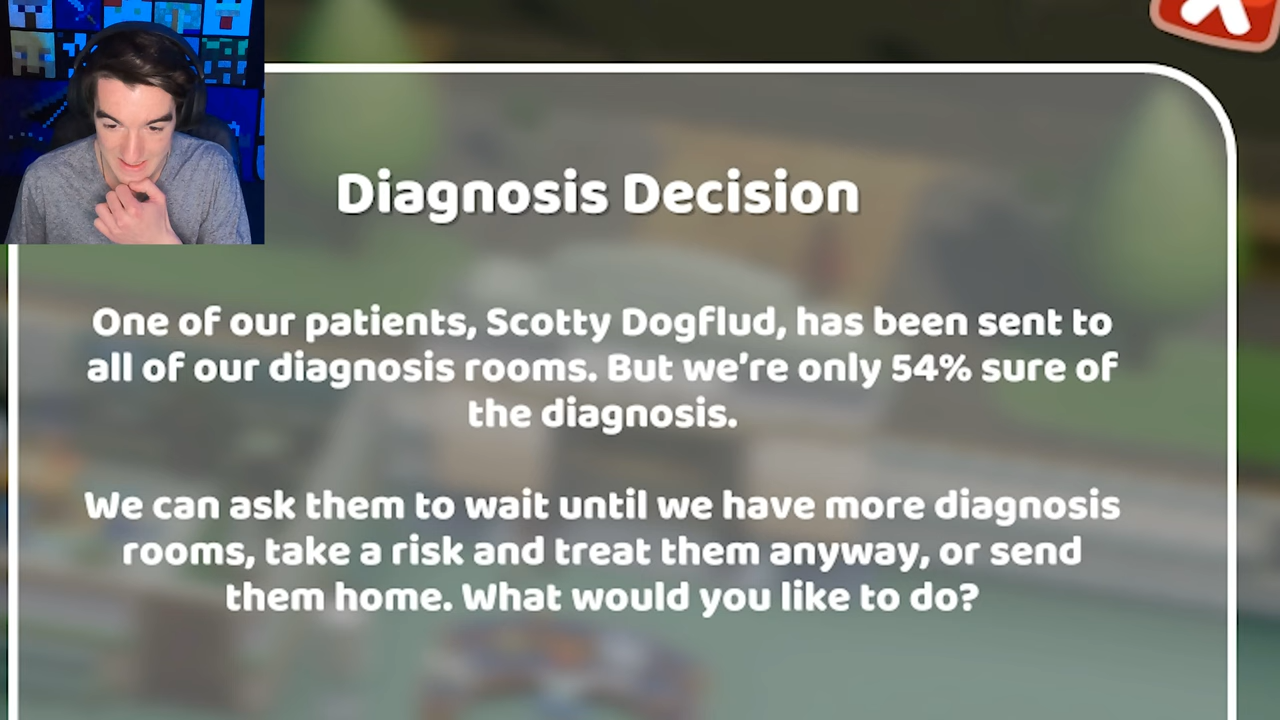 Diagnosis Decision
One of our patients, Scotty Dogflud, has been sent to
all of our diagnosis rooms. But we're only 54% sure of
the diagnosis.
We can ask them to wait until we have more diagnosis
rooms, take a risk and treat them anyway, or send
them home. What would you like to do?